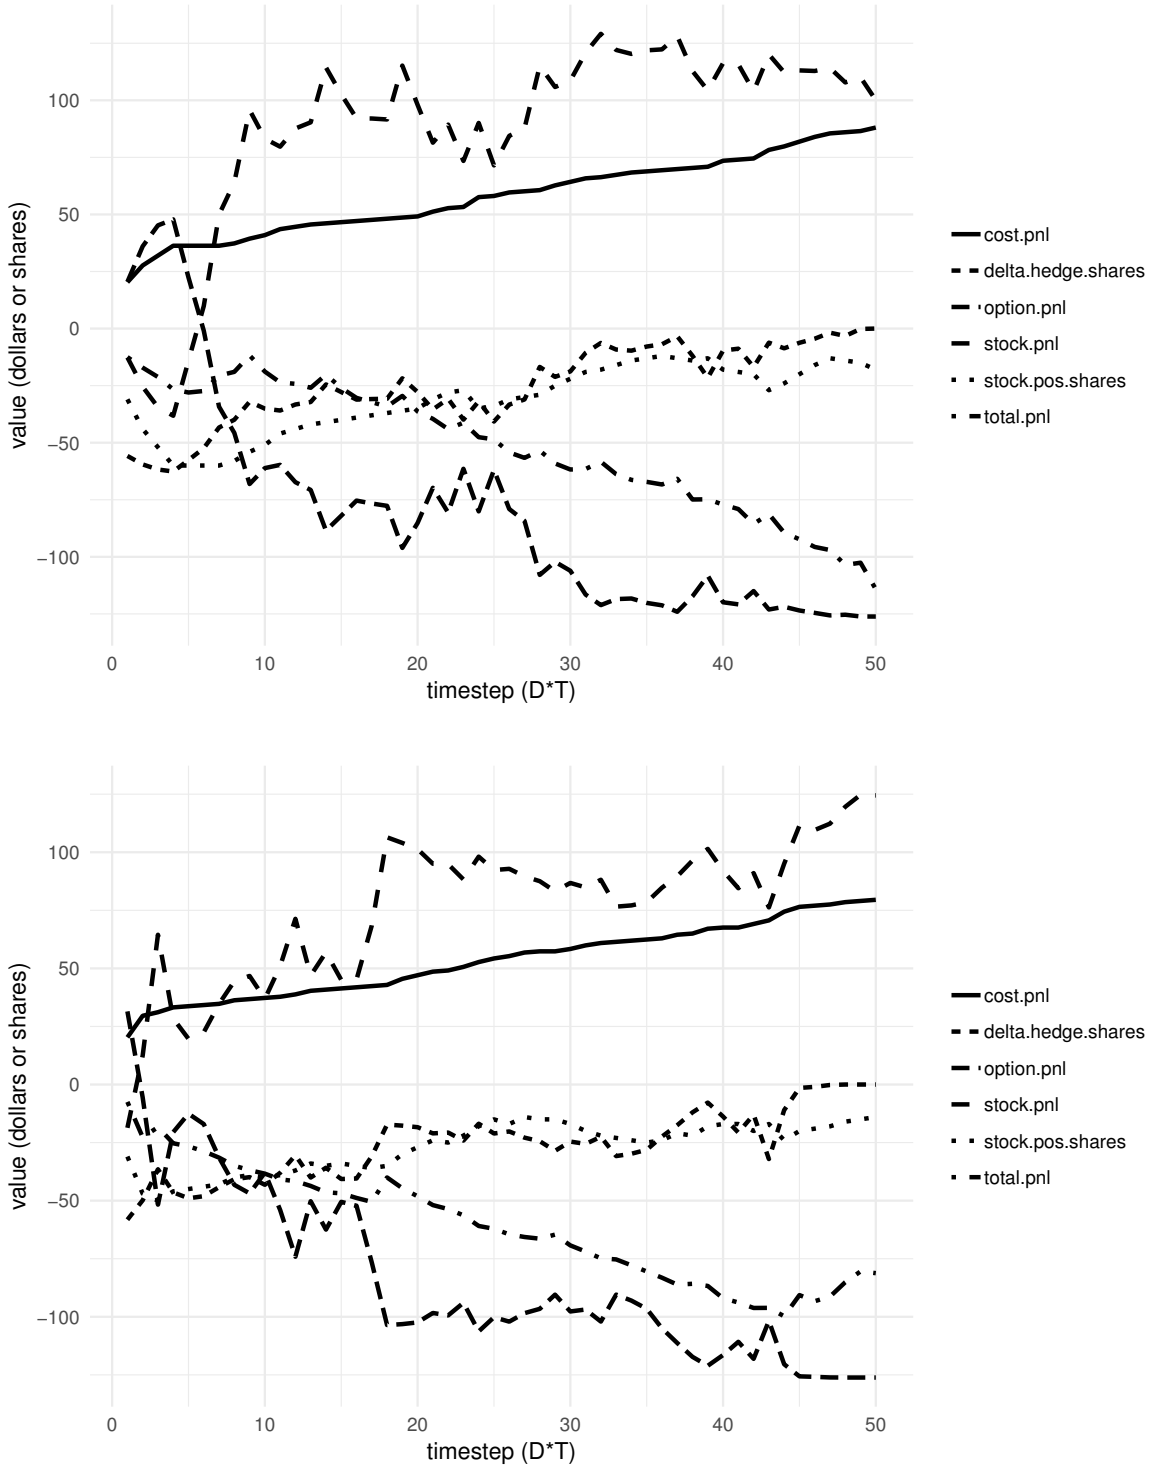 100
50
0
−50
−100
value (dollars or shares)
0 10 20 30 40 50
timestep (D*T)
cost.pnl
delta.hedge.shares
option.pnl
stock.pnl
stock.pos.shares
total.pnl
100
50
0
−50
−100
value (dollars or shares)
0 10 20 30 40 50
timestep (D*T)
cost.pnl
delta.hedge.shares
option.pnl
stock.pnl
stock.pos.shares
total.pnl